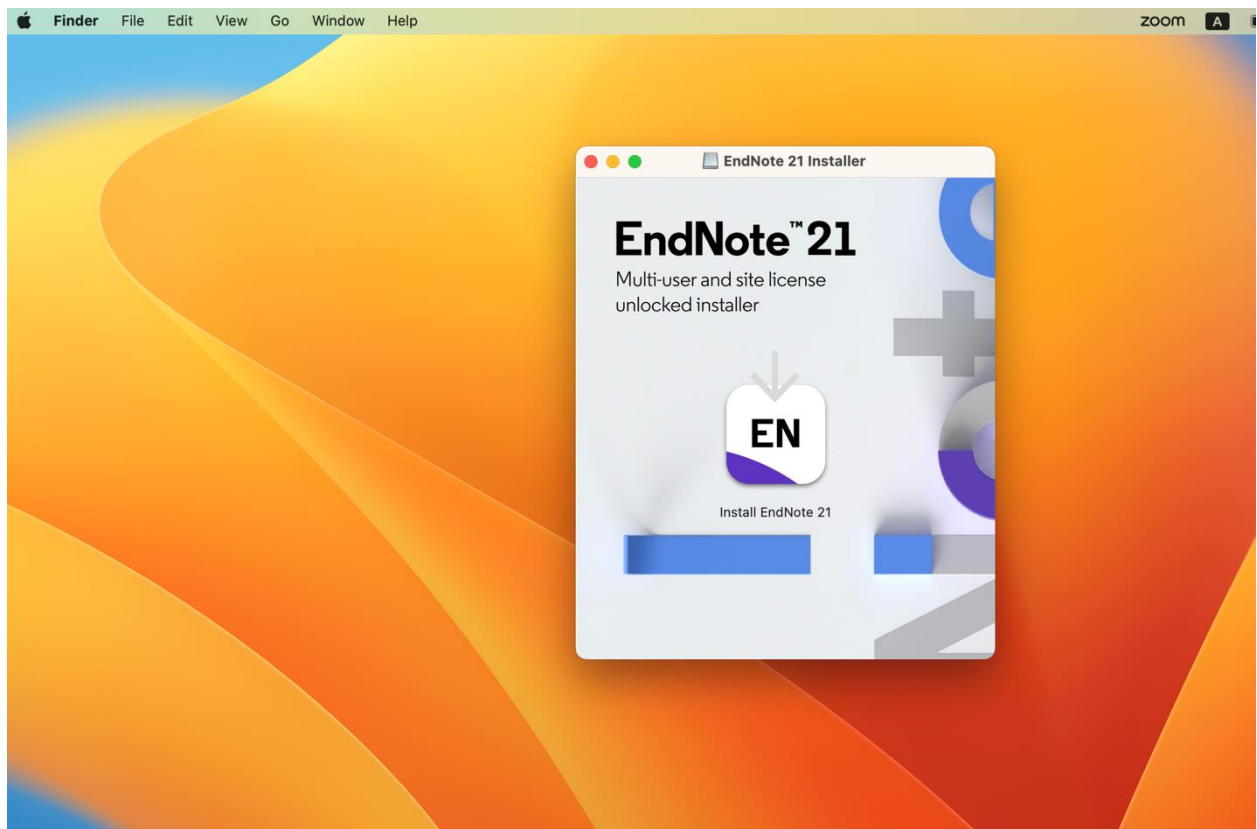 Finder File Edit View Go Window Help zoom A
EndNote 21 Installer
EndNote™ 21
Multi-user and site license
unlocked installer
EN
Install EndNote 21